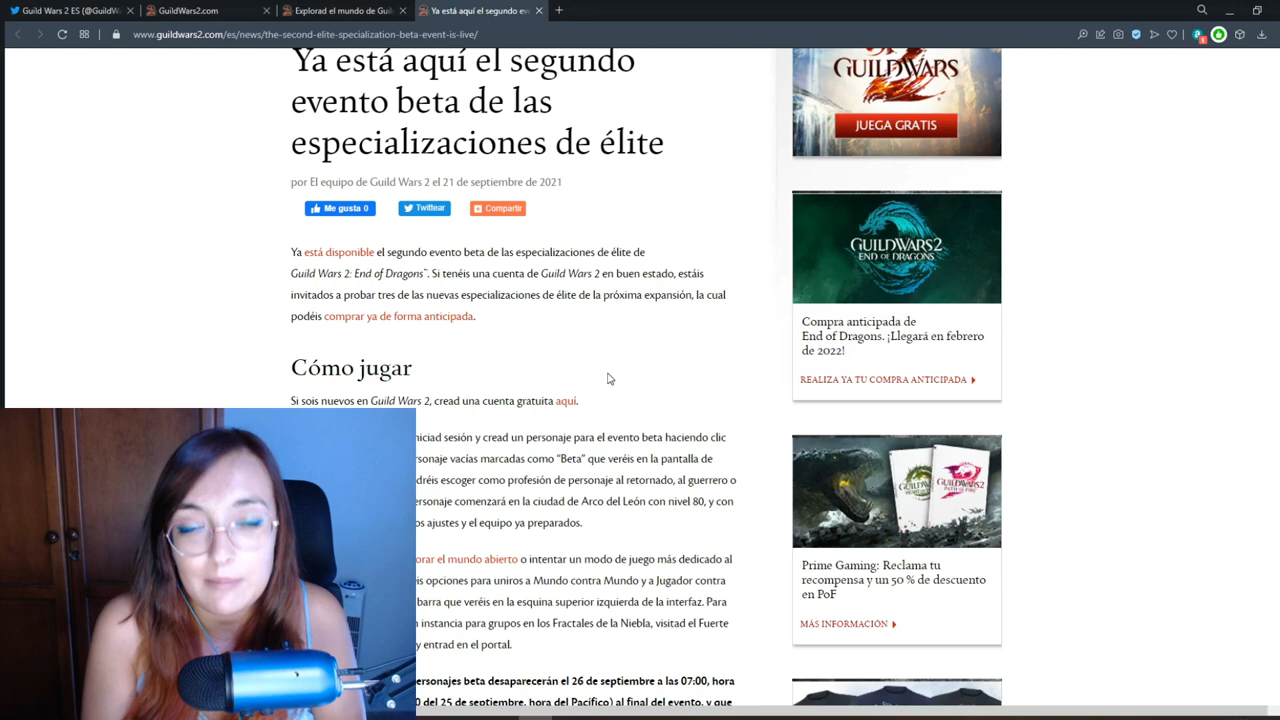 Guild Wars 2 ES (@GuildWa
GuildWars2.com
Explorad el mundo de Guild
Ya está aquí el segundo ev
www.guildwars2.com/es/news/the-second-elite-specialization-beta-event-is-live/
Ya está aquí el segundo
evento beta de las
especializaciones de élite
por El equipo de Guild Wars 2 el 21 de septiembre de 2021
Me gusta 0
Twittear
Compartir
Ya está disponible el segundo evento beta de las especializaciones de élite de
Guild Wars 2: End of Dragons™. Si tenéis una cuenta de Guild Wars 2 en buen estado, estáis
invitados a probar tres de las nuevas especializaciones de élite de la próxima expansión, la cual
podéis comprar ya de forma anticipada.
Cómo jugar
Si sois nuevos en Guild Wars 2, cread una cuenta gratuita aquí.
niciad sesión y cread un personaje para el evento beta haciendo clic
rsonaje vacías marcadas como “Beta” que veréis en la pantalla de
dréis escoger como profesión de personaje al retornado, al guerrero o
ersonaje comenzará en la ciudad de Arco del León con nivel 80, y con
os ajustes y el equipo ya preparados.
orar el mundo abierto o intentar un modo de juego más dedicado al
is opciones para uniros a Mundo contra Mundo y a Jugador contra
barra que veréis en la esquina superior izquierda de la interfaz. Para
n instancia para grupos en los Fractales de la Niebla, visitad el Fuerte
y entrad en el portal.
ersonajes beta desaparecerán el 26 de septiembre a las 07:00, hora
0 del 25 de septiembre, hora del Pacífico) al final del evento, y que
GUILDWARS
JUEGA GRATIS
GUILDWARS2
END OF DRAGONS
Compra anticipada de
End of Dragons. ¡Llegará en febrero
de 2022!
REALIZA YA TU COMPRA ANTICIPADA
GUILDWARS2
PATH OF FIRE
Prime Gaming: Reclama tu
recompensa y un 50 % de descuento
en PoF
MÁS INFORMACIÓN